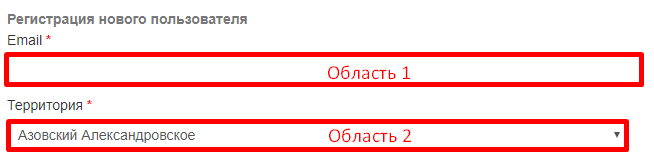 Регистрация нового пользователя
Email *
Область 1
Территория *
Азовский Александровское Область 2